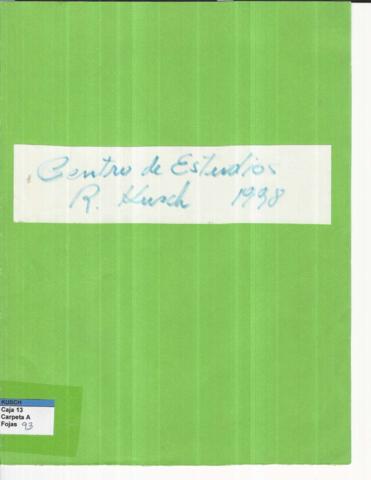 Centro de Estudios
R. Kusch 1998
KUSCH
Caja 13
Carpeta A
Fojas 93